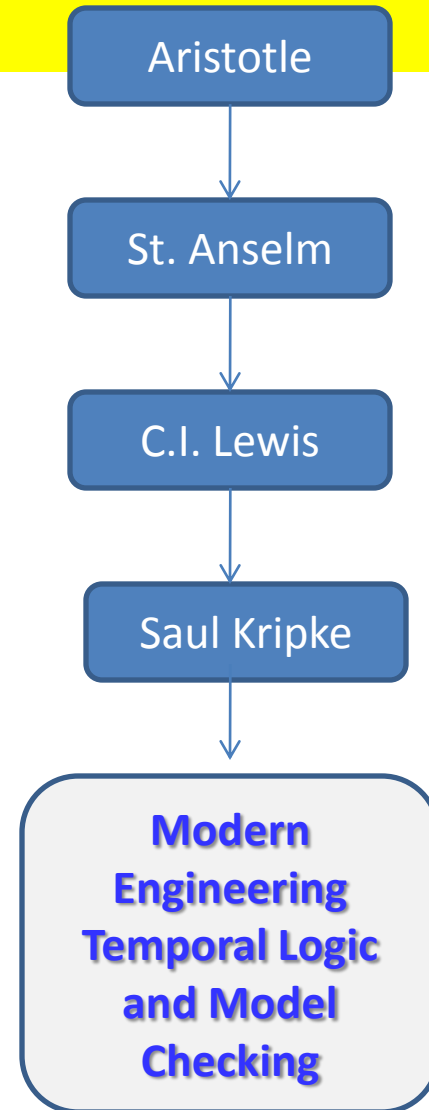 Aristotle
St. Anselm
C.I. Lewis
Saul Kripke
Modern
Engineering
Temporal Logic
and Model
Checking